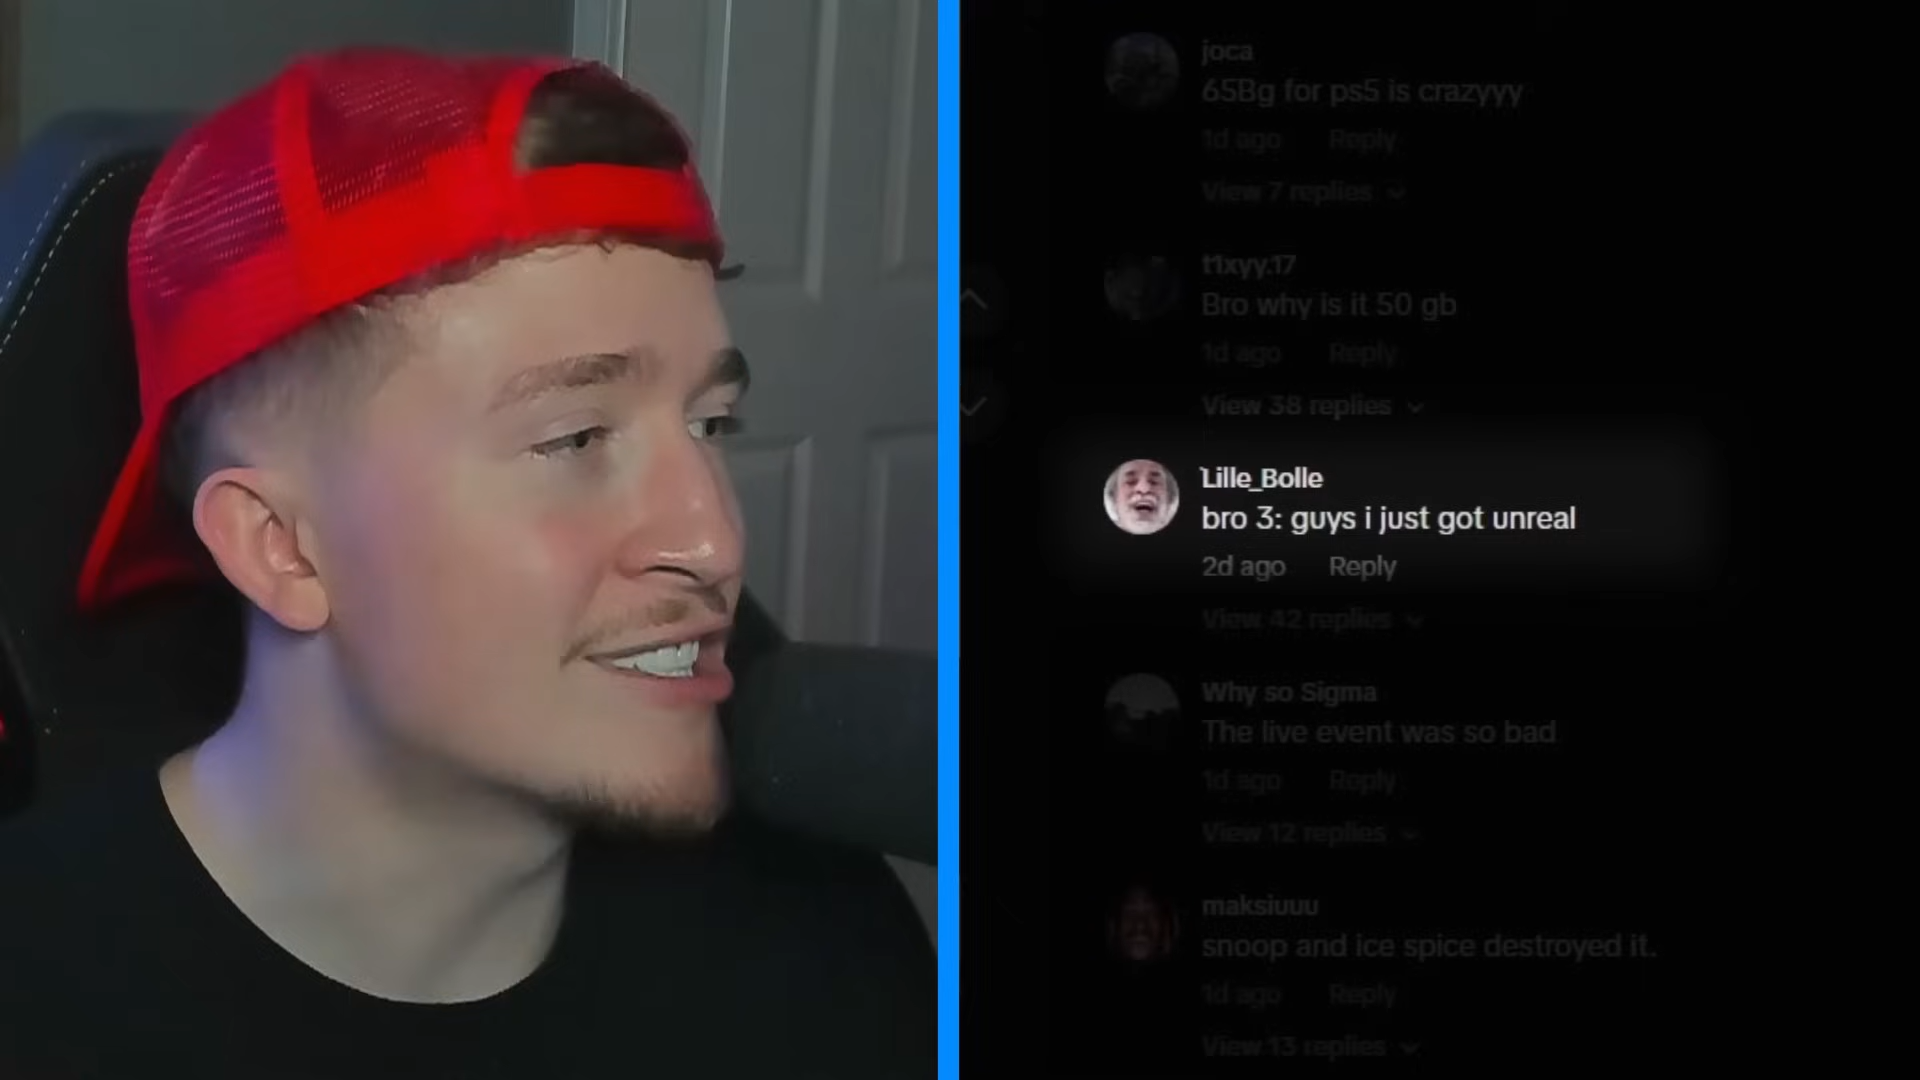 joca
65Bg for ps5 is crazyyy
1d ago Reply
View 7 replies
t1xyy.17
Bro why is it 50 gb
1d ago Reply
View 38 replies
Lille_Bolle
bro 3: guys i just got unreal
2d ago Reply
View 42 replies
Why so Sigma
The live event was so bad
1d ago Reply
View 12 replies
maksiuuu
snoop and ice spice destroyed it.
1d ago Reply
View 13 replies